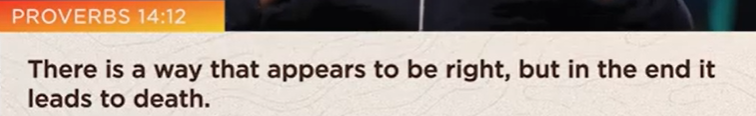 PROVERBS 14:12
There is a way that appears to be right, but in the end it
leads to death.